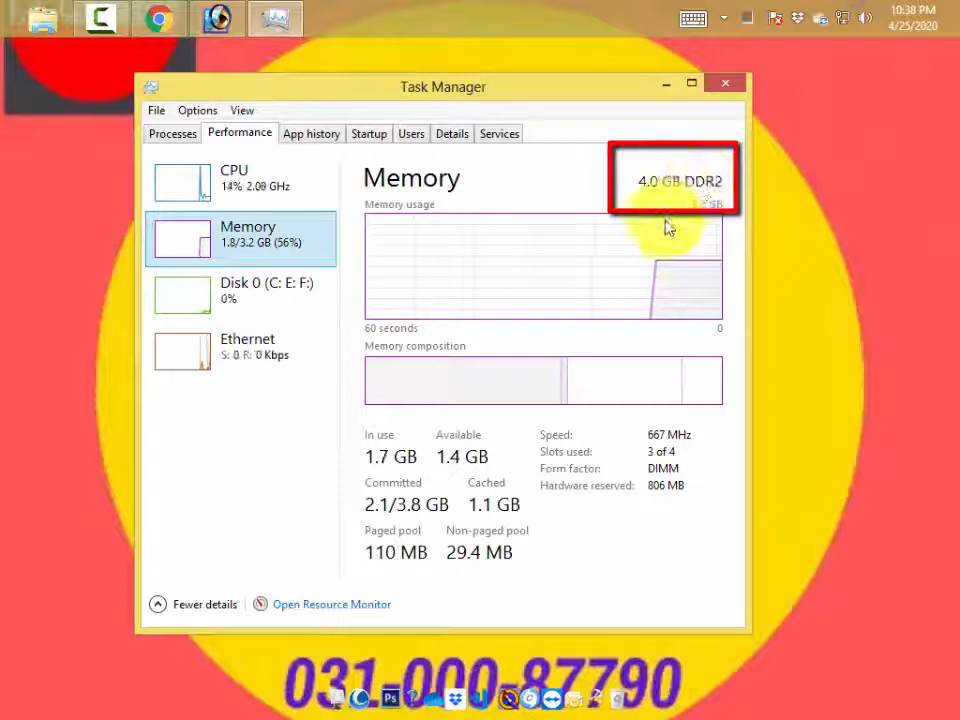 10:38 PM
4/25/2020
Task Manager
File Options View
Processes Performance App history Startup Users Details Services
CPU
14% 2.00 GHz
Memory
1.8/3.2 GB (56%)
Disk 0 (C: E: F:)
0%
Ethernet
S: 0 R: 0 Kbps
Memory 4.0 GB DDR2
Memory usage 3.2 GB
60 seconds 0
Memory composition
In use Available
1.7 GB 1.4 GB
Committed Cached
2.1/3.8 GB 1.1 GB
Paged pool Non-paged pool
110 MB 29.4 MB
Speed: 667 MHz
Slots used: 3 of 4
Form factor: DIMM
Hardware reserved: 806 MB
Fewer details Open Resource Monitor
031-000-87790
Ps